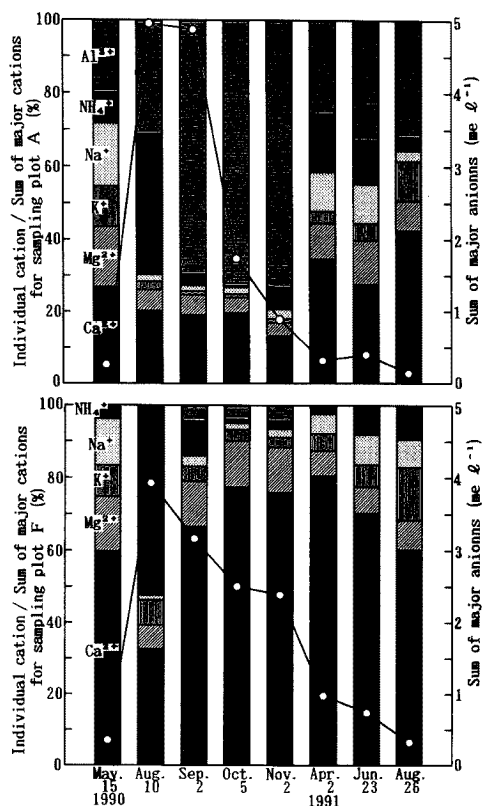 Individual cation / Sum of major cations
for sampling plot A (%)
100
80
60
40
20
0
Al³⁺
NH₄⁺
Na⁺
K⁺
Mg²⁺
Ca²⁺
5
4
3
2
1
0
Sum of major anionns (me ℓ⁻¹)
Individual cation / Sum of major cations
for sampling plot F (%)
100
80
60
40
20
0
NH₄⁺
Na⁺
K⁺
Mg²⁺
Ca²⁺
5
4
3
2
1
0
Sum of major anionns (me ℓ⁻¹)
May. Aug. Sep. Oct. Nov. Apr. Jun. Aug.
15 10 2 5 2 2 23 26
1990 1991